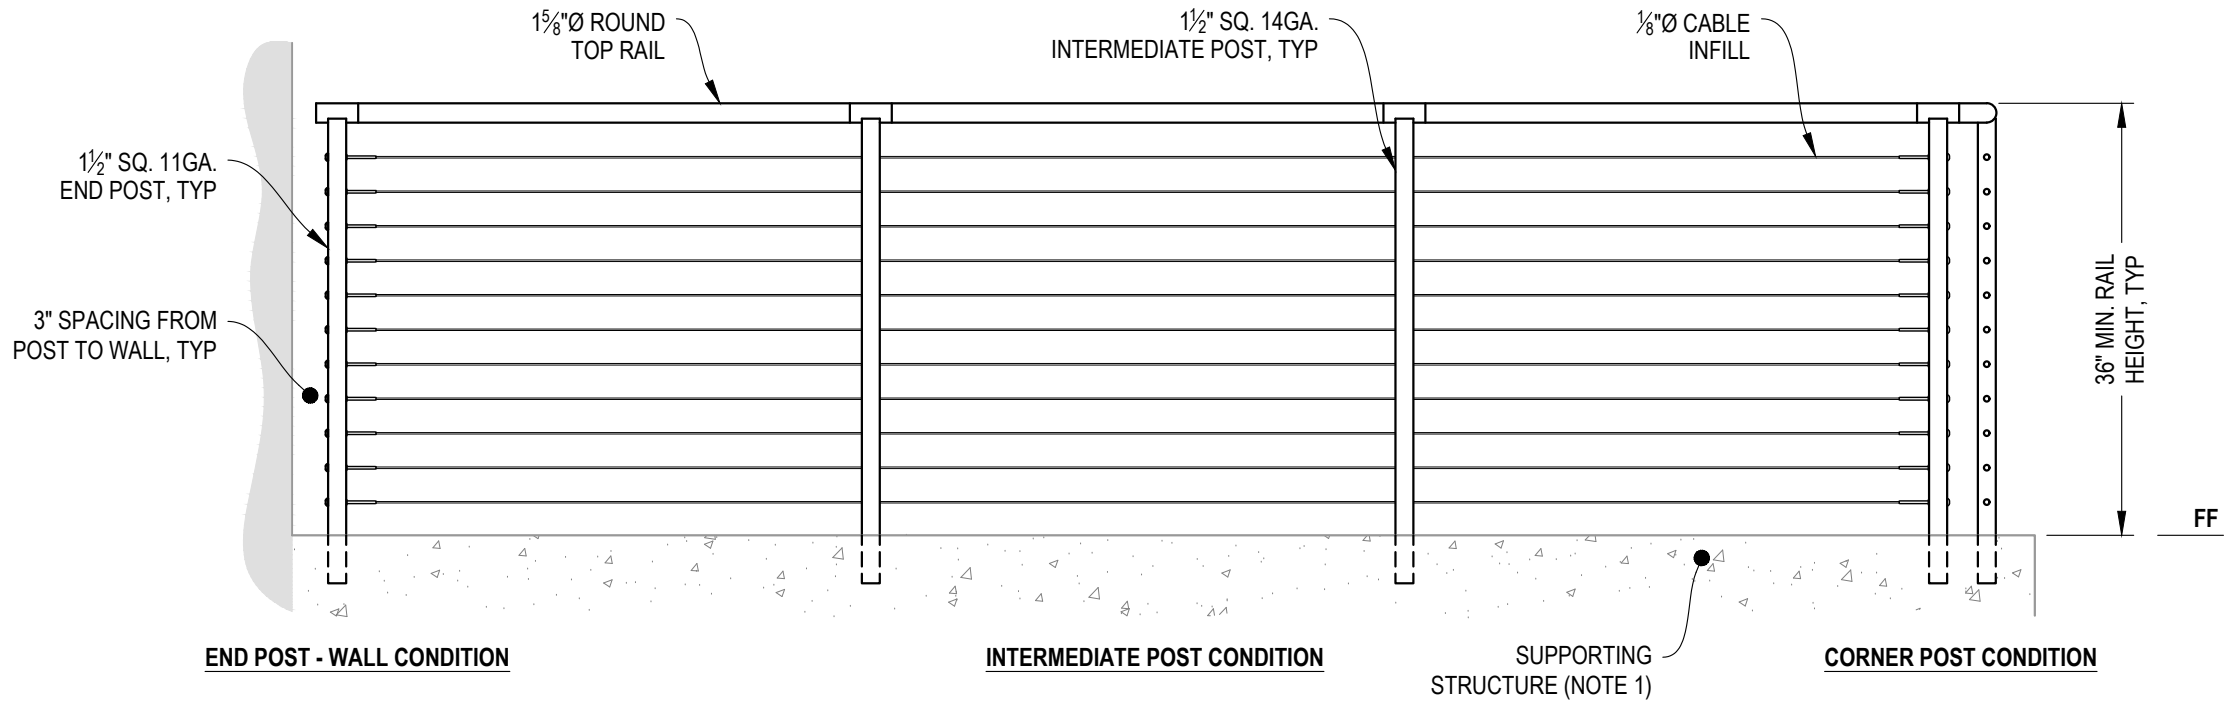 1⅝"Ø ROUND
TOP RAIL
1½" SQ. 14GA.
INTERMEDIATE POST, TYP
⅛"Ø CABLE
INFILL
1½" SQ. 11GA.
END POST, TYP
3" SPACING FROM
POST TO WALL, TYP
36" MIN. RAIL
HEIGHT, TYP
FF
END POST - WALL CONDITION
INTERMEDIATE POST CONDITION
SUPPORTING
STRUCTURE (NOTE 1)
CORNER POST CONDITION